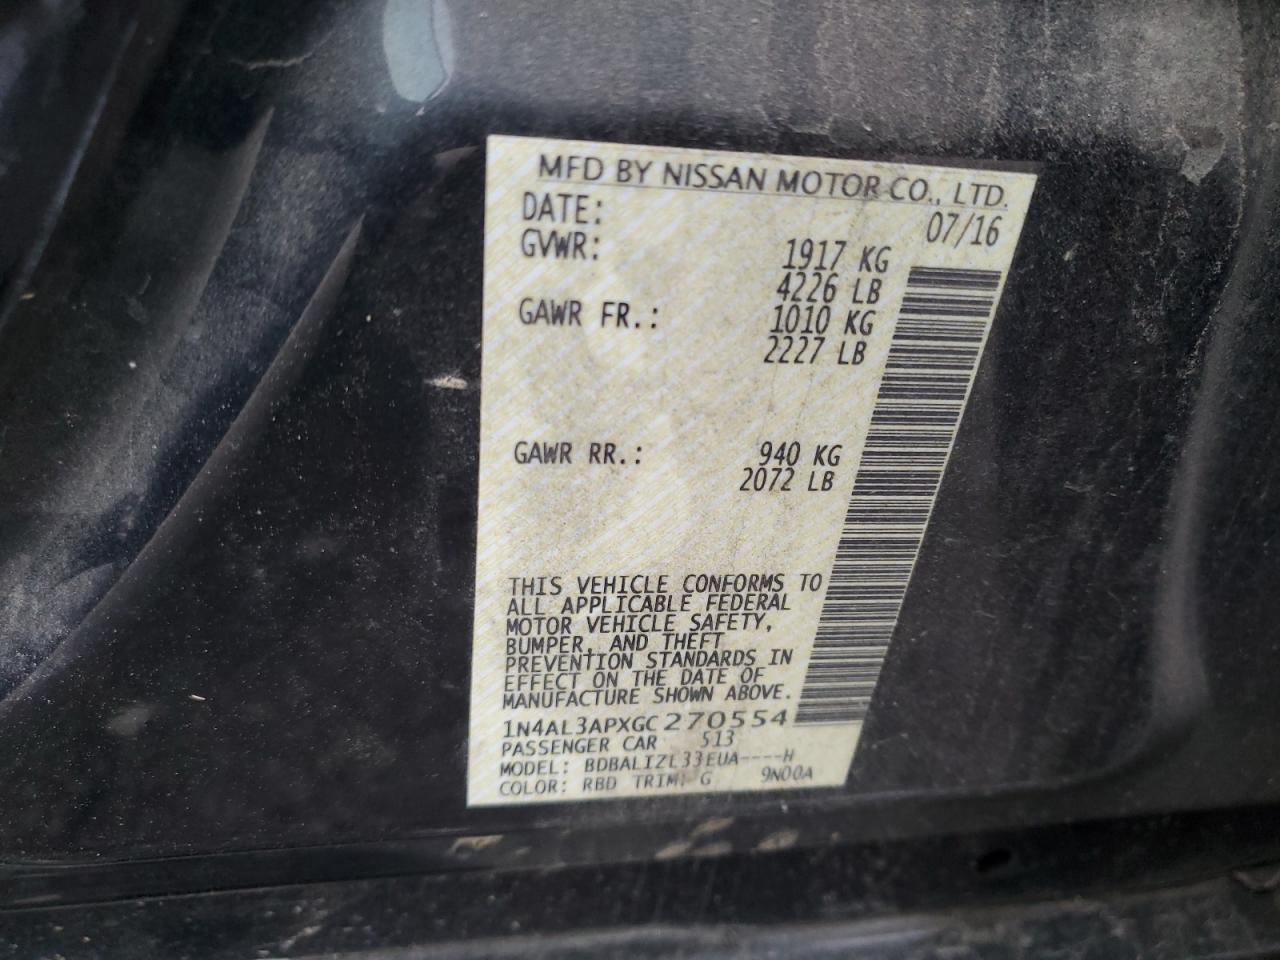 MFD BY NISSAN MOTOR CO., LTD.
DATE: 07/16
GVWR: 1917 KG
4226 LB
GAWR FR.: 1010 KG
2227 LB
GAWR RR.: 940 KG
2072 LB
THIS VEHICLE CONFORMS TO
ALL APPLICABLE FEDERAL
MOTOR VEHICLE SAFETY,
BUMPER, AND THEFT
PREVENTION STANDARDS IN
EFFECT ON THE DATE OF
MANUFACTURE SHOWN ABOVE.
1N4AL3APXGC270554
PASSENGER CAR 513
MODEL: BDBALIZL33EUA----H
COLOR: RBD TRIM: G 9N00A